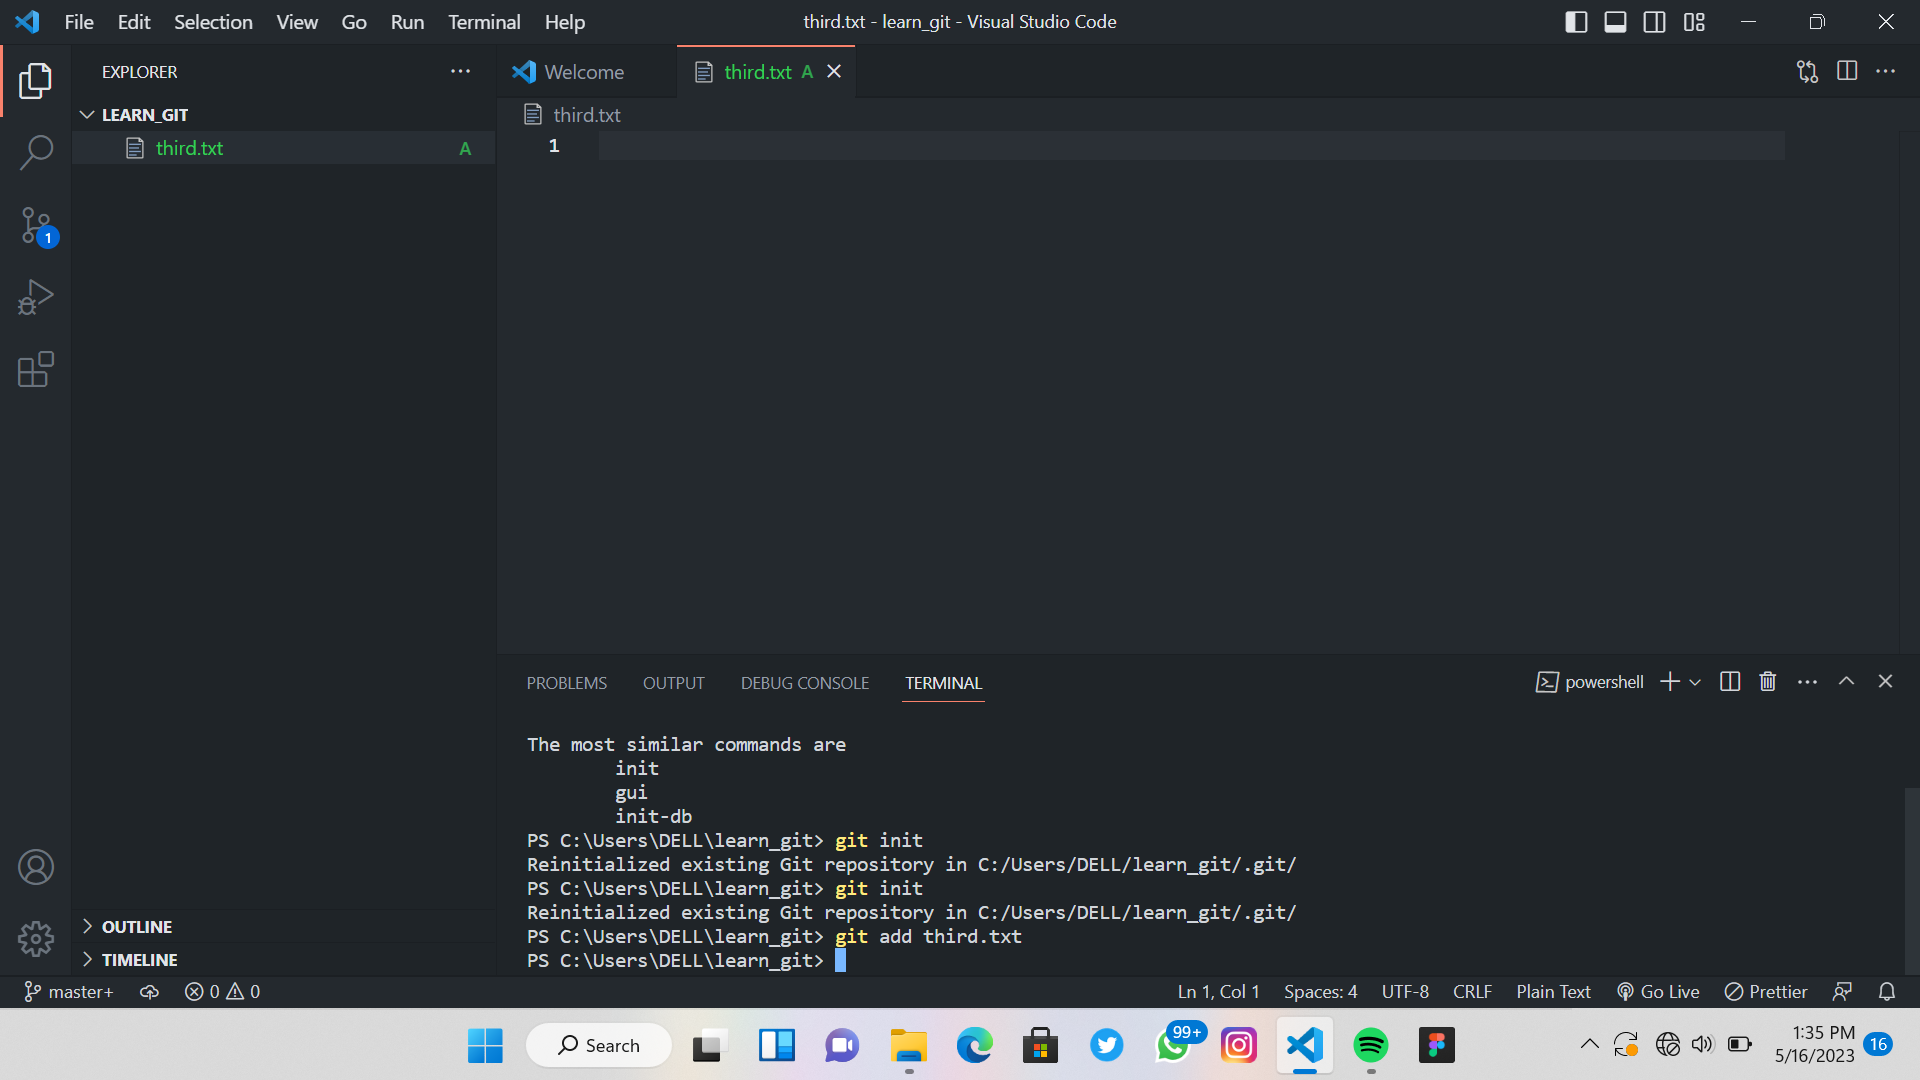 File Edit Selection View Go Run Terminal Help
third.txt - learn_git - Visual Studio Code
EXPLORER
LEARN_GIT
third.txt A
1
OUTLINE
TIMELINE
Welcome
third.txt A
third.txt
1
PROBLEMS OUTPUT DEBUG CONSOLE TERMINAL
powershell
The most similar commands are
init
gui
init-db
PS C:\Users\DELL\learn_git> git init
Reinitialized existing Git repository in C:/Users/DELL/learn_git/.git/
PS C:\Users\DELL\learn_git> git init
Reinitialized existing Git repository in C:/Users/DELL/learn_git/.git/
PS C:\Users\DELL\learn_git> git add third.txt
PS C:\Users\DELL\learn_git>
master+ 0 0 Ln 1, Col 1 Spaces: 4 UTF-8 CRLF Plain Text Go Live Prettier
Search
99+
1:35 PM
5/16/2023
16